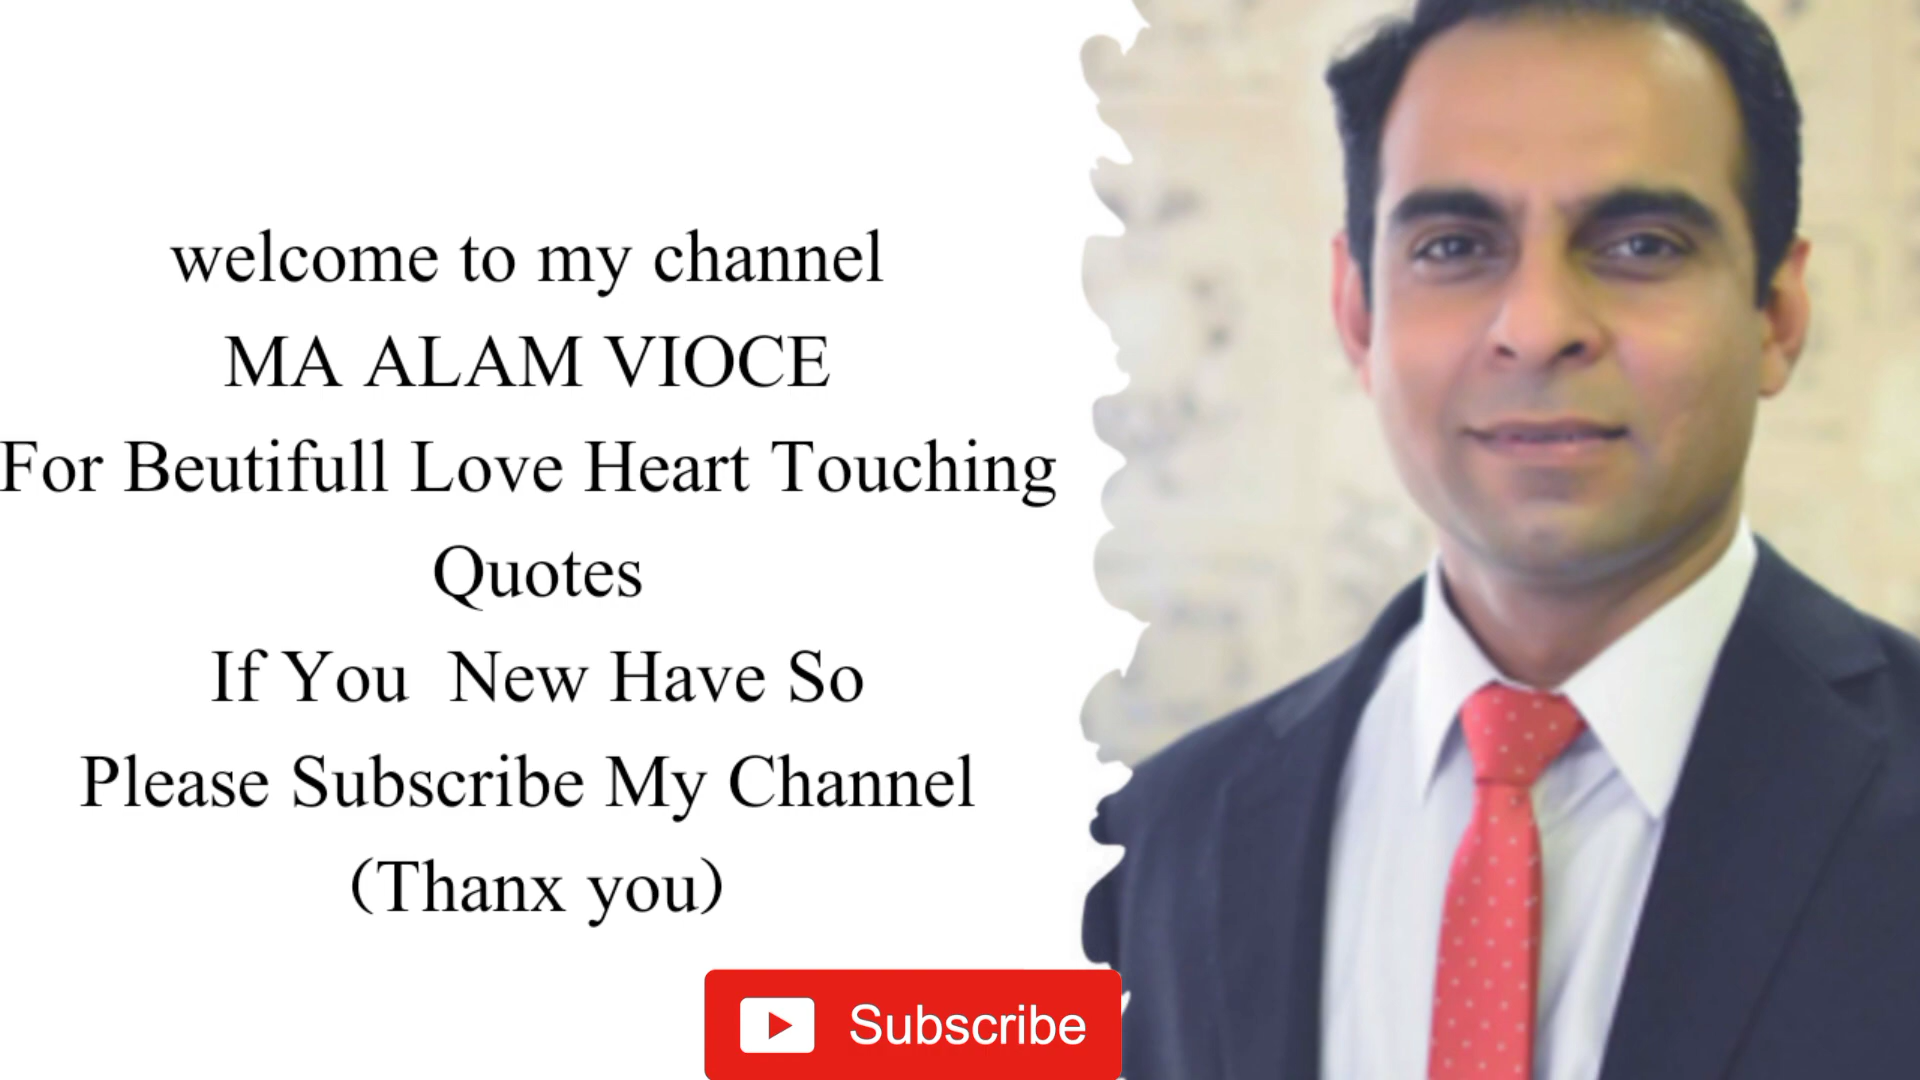 welcome to my channel
MA ALAM VIOCE
For Beutifull Love Heart Touching
Quotes
If You  New Have So
Please Subscribe My Channel
(Thanx you)
Subscribe